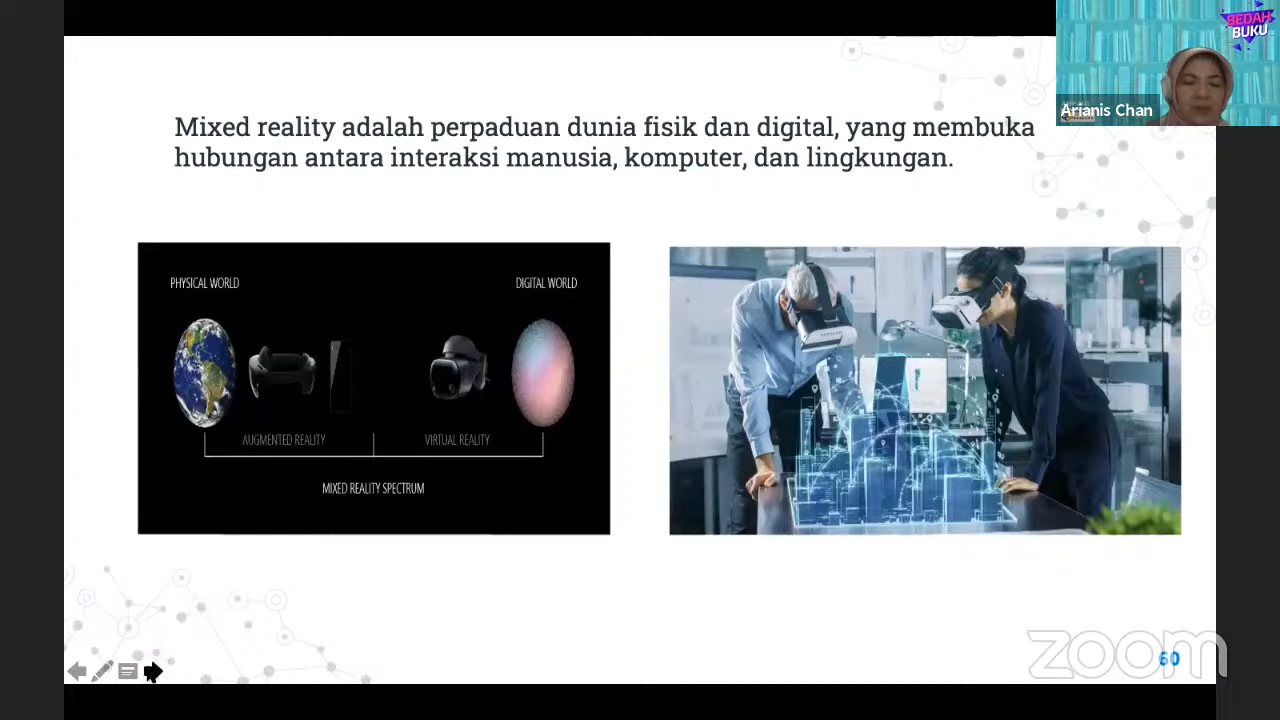 BEDAH
BUKU
Arianis Chan
Mixed reality adalah perpaduan dunia fisik dan digital, yang membuka
hubungan antara interaksi manusia, komputer, dan lingkungan.
PHYSICAL WORLD
DIGITAL WORLD
AUGMENTED REALITY
VIRTUAL REALITY
MIXED REALITY SPECTRUM
zoom
60